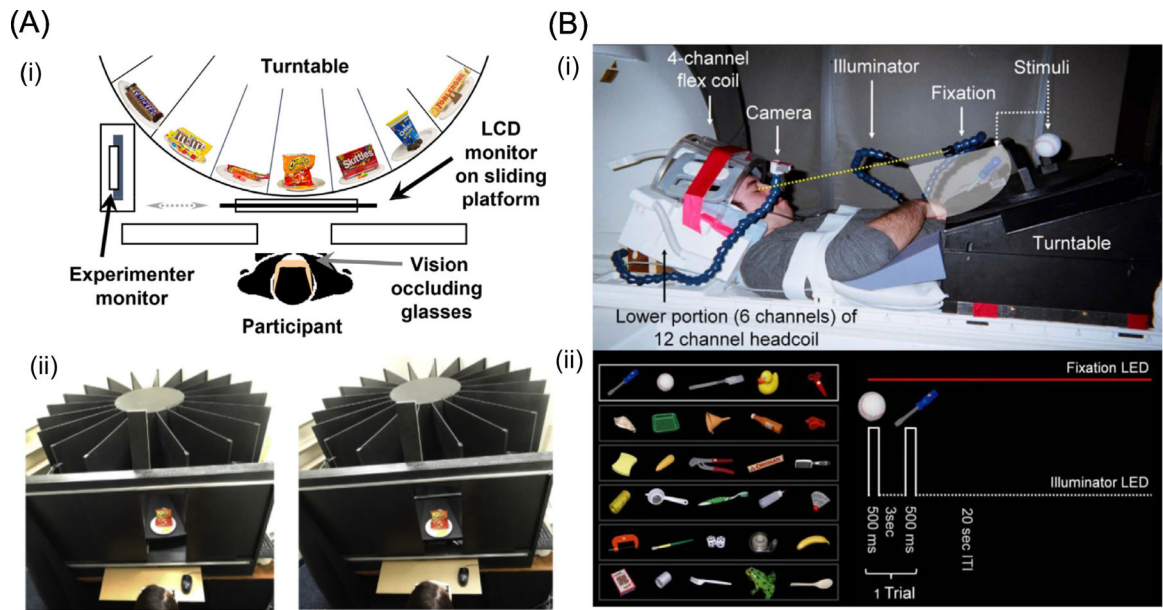 (A)
(i)
Turntable
M&M's
Skittles
TOBLERONE
LCD
monitor
on sliding
platform
Experimenter
monitor
Vision
occluding
glasses
Participant
(ii)
(B)
(i)
4-channel
flex coil
Camera
Illuminator
Fixation
Stimuli
Turntable
Lower portion (6 channels) of
12 channel headcoil
(ii)
Fixation LED
Illuminator LED
500 ms
3sec
500 ms
20 sec ITI
1 Trial